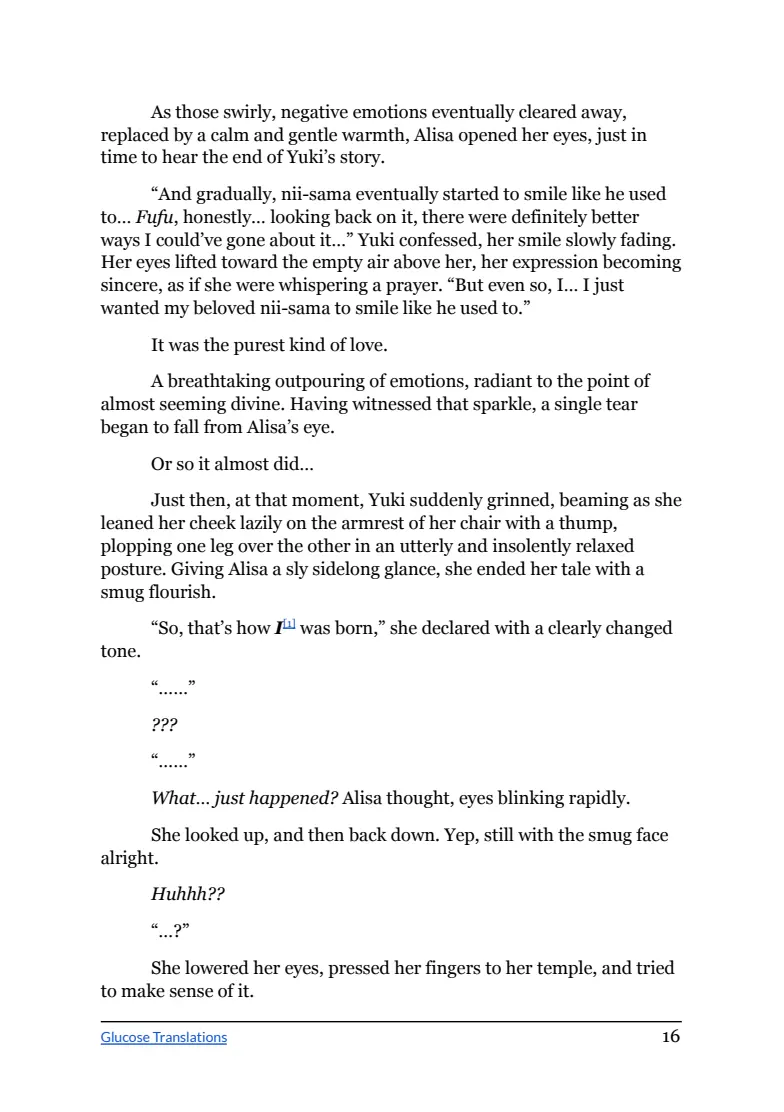 As those swirly, negative emotions eventually cleared away,
replaced by a calm and gentle warmth, Alisa opened her eyes, just in
time to hear the end of Yuki’s story.
“And gradually, nii-sama eventually started to smile like he used
to… Fufu, honestly… looking back on it, there were definitely better
ways I could’ve gone about it…” Yuki confessed, her smile slowly fading.
Her eyes lifted toward the empty air above her, her expression becoming
sincere, as if she were whispering a prayer. “But even so, I… I just
wanted my beloved nii-sama to smile like he used to.”
It was the purest kind of love.
A breathtaking outpouring of emotions, radiant to the point of
almost seeming divine. Having witnessed that sparkle, a single tear
began to fall from Alisa’s eye.
Or so it almost did…
Just then, at that moment, Yuki suddenly grinned, beaming as she
leaned her cheek lazily on the armrest of her chair with a thump,
plopping one leg over the other in an utterly and insolently relaxed
posture. Giving Alisa a sly sidelong glance, she ended her tale with a
smug flourish.
“So, that’s how I[1] was born,” she declared with a clearly changed
tone.
“……”
???
“……”
What… just happened? Alisa thought, eyes blinking rapidly.
She looked up, and then back down. Yep, still with the smug face
alright.
Huhhh??
“…?”
She lowered her eyes, pressed her fingers to her temple, and tried
to make sense of it.
Glucose Translations 16